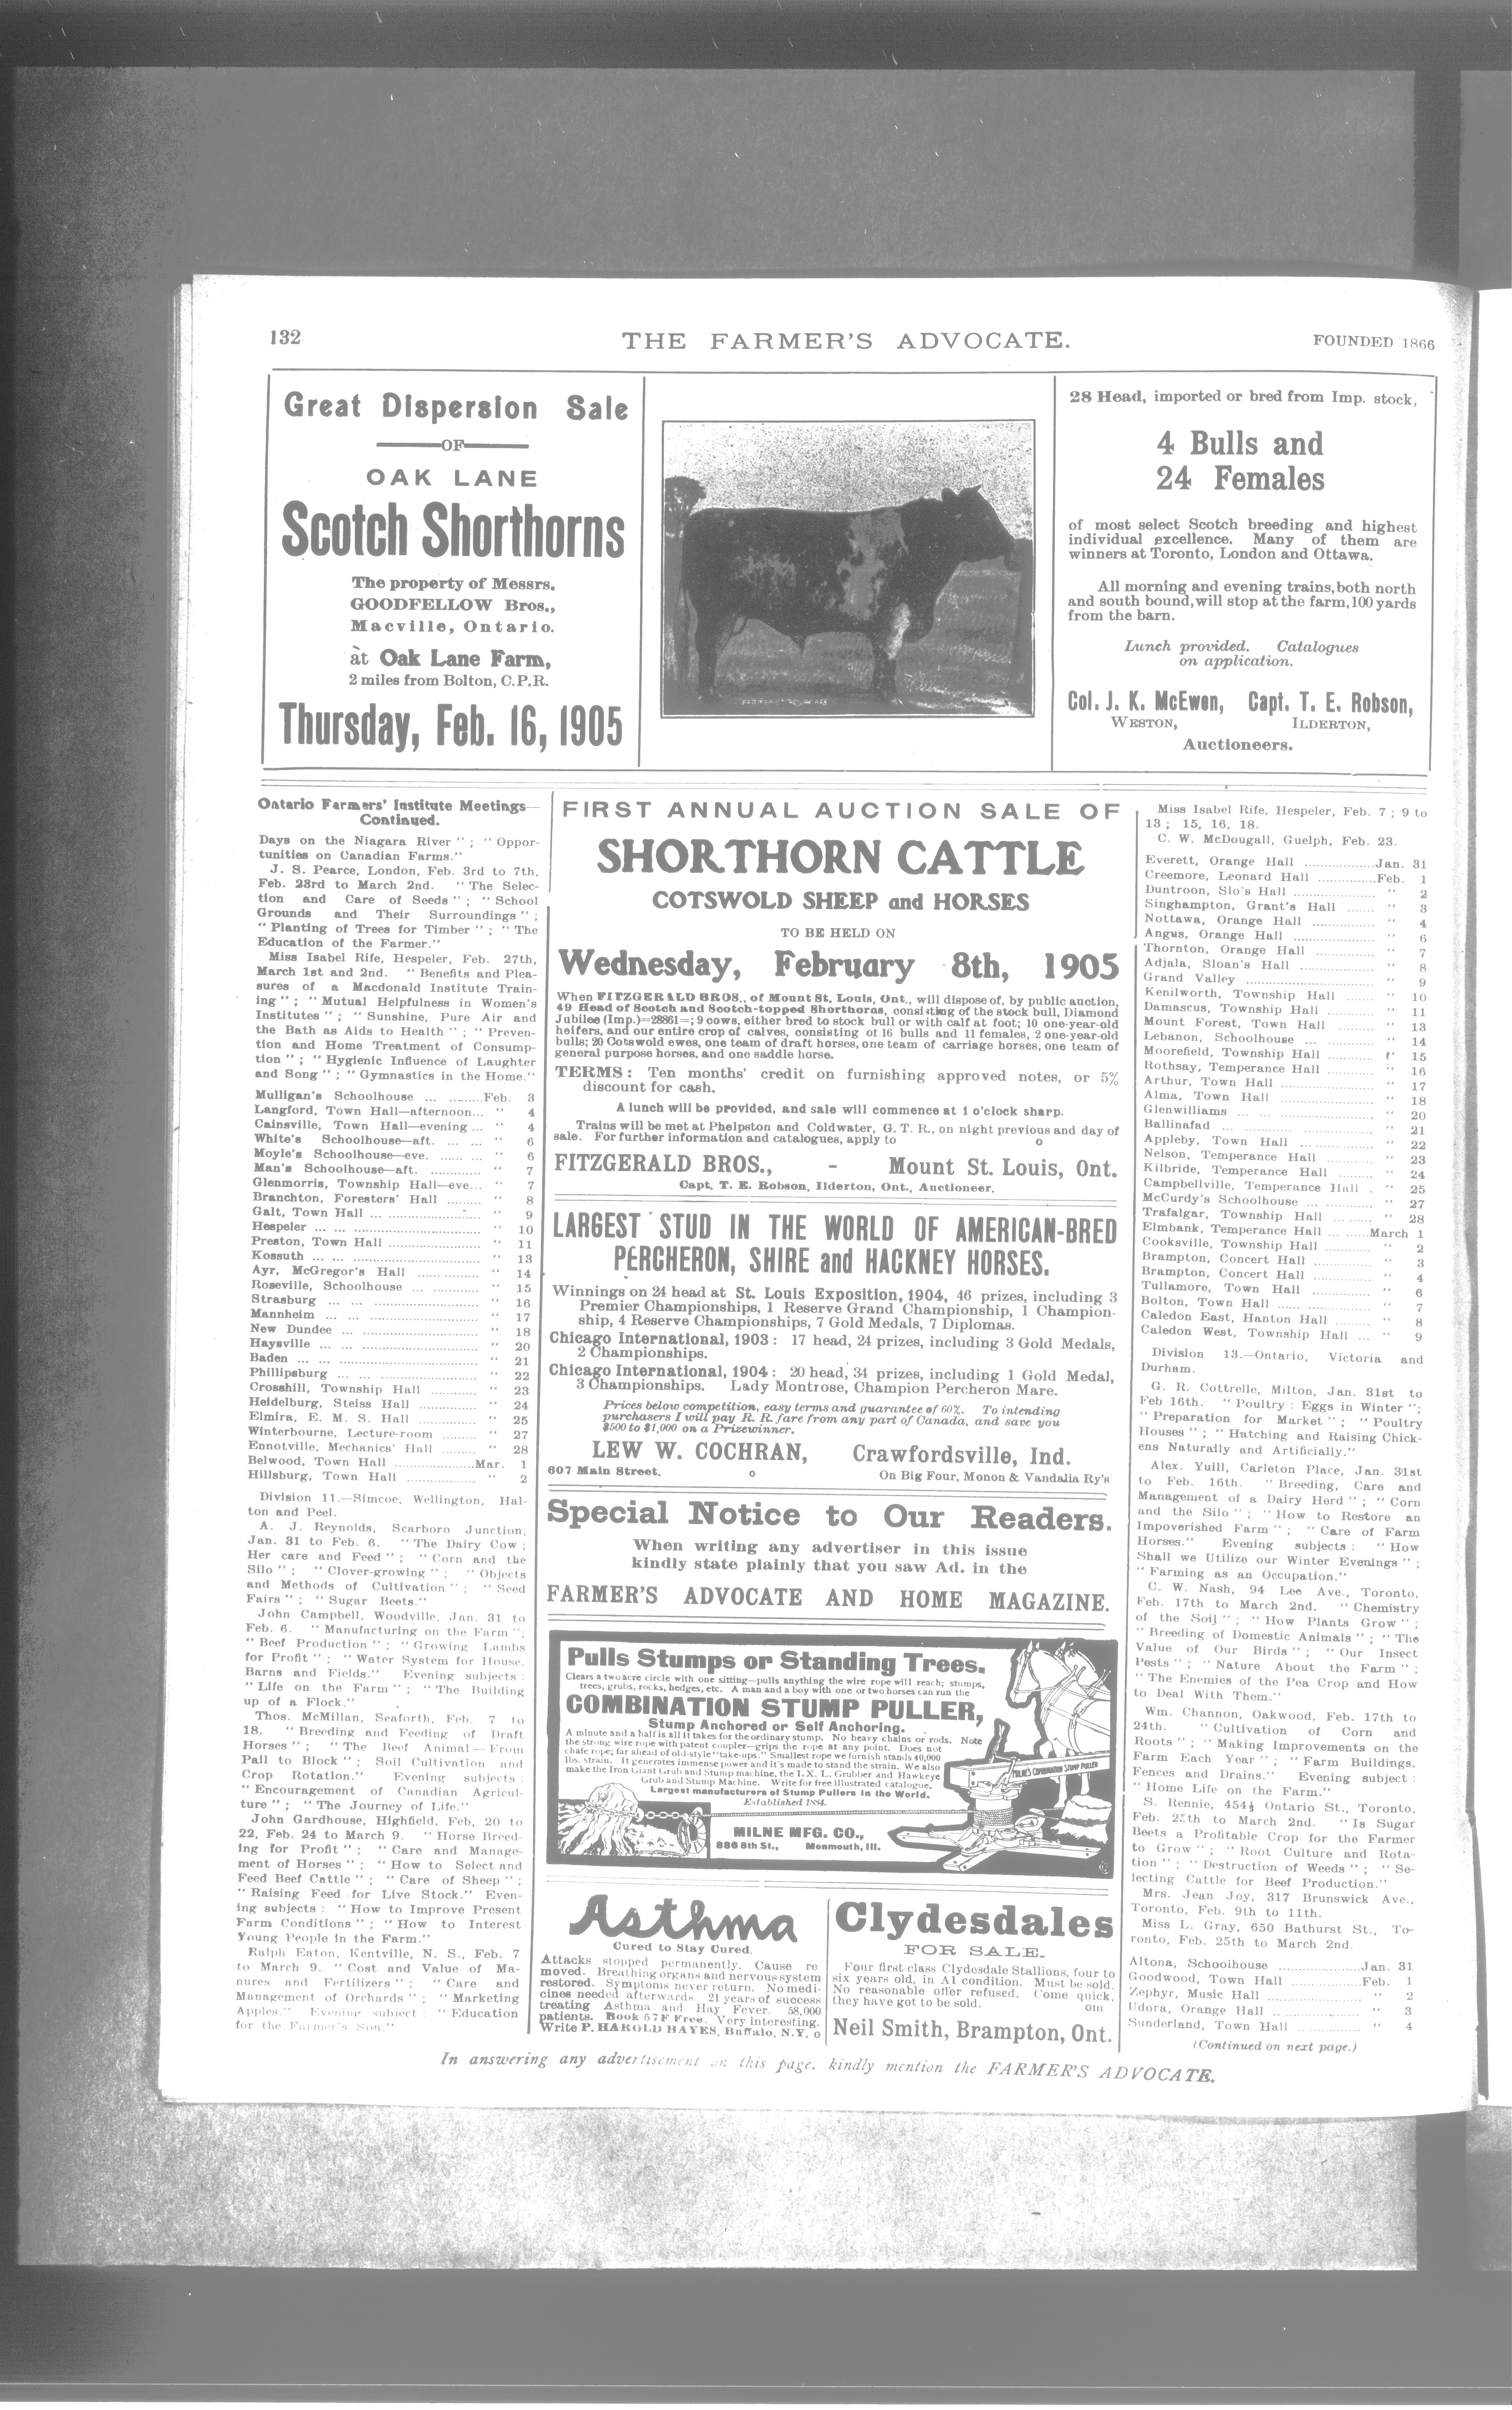 132
THE FARMER'S ADVOCATE.
FOUNDED 1866
Great Dispersion Sale
OF
OAK LANE
Scotch Shorthorns
The property of Messrs.
GOODFELLOW Bros.,
Macville, Ontario.
at Oak Lane Farm,
2 miles from Bolton, C.P.R.
Thursday, Feb. 16, 1905
28 Head, imported or bred from Imp. stock,
4 Bulls and
24 Females
of most select Scotch breeding and highest
individual excellence. Many of them are
winners at Toronto, London and Ottawa.
All morning and evening trains, both north
and south bound, will stop at the farm, 100 yards
from the barn.
Lunch provided. Catalogues
on application.
Col. J. K. McEwen, Capt. T. E. Robson,
WESTON, ILDERTON,
Auctioneers.
Ontario Farmers' Institute Meetings—
Continued.
Days on the Niagara River" ; "Oppor-
tunities on Canadian Farms."
J. S. Pearce, London, Feb. 3rd to 7th,
Feb. 23rd to March 2nd. "The Selec-
tion and Care of Seeds" ; "School
Grounds and Their Surroundings" ;
"Planting of Trees for Timber" ; "The
Education of the Farmer."
Miss Isabel Rife, Hespeler, Feb. 27th,
March 1st and 2nd. "Benefits and Plea-
sures of a Macdonald Institute Train-
ing" ; "Mutual Helpfulness in Women's
Institutes" ; "Sunshine, Pure Air and
the Bath as Aids to Health" ; "Preven-
tion and Home Treatment of Consump-
tion" ; "Hygienic Influence of Laughter
and Song" ; "Gymnastics in the Home."
Mulligan's Schoolhouse ... ......... Feb. 3
Langford, Town Hall—afternoon... " 4
Cainsville, Town Hall—evening ... " 4
White's Schoolhouse—aft. ... ... " 6
Moyle's Schoolhouse—eve. ...... ... " 6
Man's Schoolhouse—aft. ............ " 7
Glenmorris, Township Hall—eve... " 7
Branchton, Foresters' Hall ......... " 8
Galt, Town Hall ... ..................... " 9
Hespeler ... ... ........................... " 10
Preston, Town Hall ..................... " 11
Kossuth ... ... ............................. " 13
Ayr, McGregor's Hall ...... ......... " 14
Roseville, Schoolhouse ... ............ " 15
Strasburg ... ... ........................... " 16
Mannheim ... ... ........................... " 17
New Dundee ... ........................... " 18
Haysville ... ... ........................... " 20
Baden ... ... ............................... " 21
Phillipsburg ... ........................... " 22
Crosshill, Township Hall ............ " 23
Heidelburg, Steiss Hall ............... " 24
Elmira, E. M. S. Hall ............... " 25
Winterbourne, Lecture-room ......... " 27
Ennotville, Mechanics' Hall ......... " 28
Belwood, Town Hall ..................... Mar. 1
Hillsburg, Town Hall .................. " 2
Division 11.—Simcoe, Wellington, Hal-
ton and Peel.
A. J. Reynolds, Scarboro Junction,
Jan. 31 to Feb. 6. "The Dairy Cow ;
Her care and Feed" ; "Corn and the
Silo" ; "Clover-growing" ; "Objects
and Methods of Cultivation" ; "Seed
Fairs" ; "Sugar Beets."
John Campbell, Woodville, Jan. 31 to
Feb. 6. "Manufacturing on the Farm";
"Beef Production" ; "Growing Lambs
for Profit" ; "Water System for House,
Barns and Fields." Evening subjects :
"Life on the Farm" ; "The Building
up of a Flock."
Thos. McMillan, Seaforth, Feb. 7 to
18. "Breeding and Feeding of Draft
Horses" ; "The Beef Animal—From
Pail to Block" ; Soil Cultivation and
Crop Rotation." Evening subjects :
"Encouragement of Canadian Agricul-
ture" ; "The Journey of Life."
John Gardhouse, Highfield, Feb, 20 to
22, Feb. 24 to March 9. "Horse Breed-
ing for Profit" ; "Care and Manage-
ment of Horses" ; "How to Select and
Feed Beef Cattle" ; "Care of Sheep" ;
"Raising Feed for Live Stock." Even-
ing subjects : "How to Improve Present
Farm Conditions" ; "How to Interest
Young People in the Farm."
Ralph Eaton, Kentville, N. S., Feb. 7
to March 9. "Cost and Value of Ma-
nures and Fertilizers" ; "Care and
Management of Orchards" ; "Marketing
Apples." Evening subject : "Education
for the Farmer's Son."
FIRST ANNUAL AUCTION SALE OF
SHORTHORN CATTLE
COTSWOLD SHEEP and HORSES
TO BE HELD ON
Wednesday, February 8th, 1905
When FITZGERALD BROS., of Mount St. Louis, Ont., will dispose of, by public auction,
49 Head of Scotch and Scotch-topped Shorthorns, consisting of the stock bull, Diamond
Jubilee (Imp.)=28861=; 9 cows, either bred to stock bull or with calf at foot; 10 one-year-old
heifers, and our entire crop of calves, consisting of 16 bulls and 11 females, 2 one-year-old
bulls; 20 Cotswold ewes, one team of draft horses, one team of carriage horses, one team of
general purpose horses, and one saddle horse.
TERMS: Ten months' credit on furnishing approved notes, or 5%
discount for cash.
A lunch will be provided, and sale will commence at 1 o'clock sharp.
Trains will be met at Phelpston and Coldwater, G. T. R., on night previous and day of
sale. For further information and catalogues, apply to o
FITZGERALD BROS., - Mount St. Louis, Ont.
Capt. T. E. Robson, Ilderton, Ont., Auctioneer.
LARGEST STUD IN THE WORLD OF AMERICAN-BRED
PERCHERON, SHIRE and HACKNEY HORSES.
Winnings on 24 head at St. Louis Exposition, 1904, 46 prizes, including 3
Premier Championships, 1 Reserve Grand Championship, 1 Champion-
ship, 4 Reserve Championships, 7 Gold Medals, 7 Diplomas.
Chicago International, 1903: 17 head, 24 prizes, including 3 Gold Medals,
2 Championships.
Chicago International, 1904: 20 head, 34 prizes, including 1 Gold Medal,
3 Championships. Lady Montrose, Champion Percheron Mare.
Prices below competition, easy terms and guarantee of 60%. To intending
purchasers I will pay R. R. fare from any part of Canada, and save you
$500 to $1,000 on a Prizewinner.
LEW W. COCHRAN, Crawfordsville, Ind.
607 Main Street. o On Big Four, Monon & Vandalia Ry's
Special Notice to Our Readers.
When writing any advertiser in this issue
kindly state plainly that you saw Ad. in the
FARMER'S ADVOCATE AND HOME MAGAZINE.
Pulls Stumps or Standing Trees.
Clears a two acre circle with one sitting—pulls anything the wire rope will reach; stumps,
trees, grubs, rocks, hedges, etc. A man and a boy with one or two horses can run the
COMBINATION STUMP PULLER,
Stump Anchored or Self Anchoring.
A minute and a half is all it takes for the ordinary stump. No heavy chains or rods. Note
the strong wire rope with patent coupler—grips the rope at any point. Does not
chafe rope; far ahead of old-style "take-ups." Smallest rope we furnish stands 40,000
lbs. strain. It generates immense power and it's made to stand the strain. We also
make the Iron Giant Grub and Stump machine, the I. X. L. Grubber and Hawkeye
Grub and Stump Machine. Write for free illustrated catalogue.
Largest manufacturers of Stump Pullers in the World.
Established 1884.
MILNE MFG. CO.,
886 8th St., Monmouth, Ill.
MILNE'S COMBINATION STUMP PULLER
Asthma
Cured to Stay Cured.
Attacks stopped permanently. Cause re
moved. Breathing organs and nervous system
restored. Symptoms never return. No medi-
cines needed afterwards. 21 years of success
treating Asthma and Hay Fever. 58,000
patients. Book 57F Free. Very interesting.
Write P. HAROLD HAYES, Buffalo, N.Y. o
Clydesdales
FOR SALE.
Four first-class Clydesdale Stallions, four to
six years old, in A1 condition. Must be sold.
No reasonable offer refused. Come quick,
they have got to be sold. om
Neil Smith, Brampton, Ont.
Miss Isabel Rife, Hespeler, Feb. 7 ; 9 to
13 ; 15, 16, 18.
C. W. McDougall, Guelph, Feb. 23.
Everett, Orange Hall ................Jan. 31
Creemore, Leonard Hall ..............Feb. 1
Duntroon, Slo's Hall .................. " 2
Singhampton, Grant's Hall ....... " 3
Nottawa, Orange Hall ................ " 4
Angus, Orange Hall .................... " 6
Thornton, Orange Hall ................ " 7
Adjala, Sloan's Hall ................... " 8
Grand Valley ............................. " 9
Kenilworth, Township Hall ......... " 10
Damascus, Township Hall ........... " 11
Mount Forest, Town Hall ........... " 13
Lebanon, Schoolhouse ... ............ " 14
Moorefield, Township Hall ........... " 15
Rothsay, Temperance Hall ........... " 16
Arthur, Town Hall ...................... " 17
Alma, Town Hall ......................... " 18
Glenwilliams ... ... ...................... " 20
Ballinafad ... .............................. " 21
Appleby, Town Hall ................... " 22
Nelson, Temperance Hall ............ " 23
Kilbride, Temperance Hall ......... " 24
Campbellville, Temperance Hall . " 25
McCurdy's Schoolhouse ... ........... " 27
Trafalgar, Township Hall ... ....... " 28
Elmbank, Temperance Hall ... ......March 1
Cooksville, Township Hall ........... " 2
Brampton, Concert Hall .............. " 3
Brampton, Concert Hall .............. " 4
Tullamore, Town Hall ................. " 6
Bolton, Town Hall ...... .............. " 7
Caledon East, Hanton Hall ......... " 8
Caledon West, Township Hall ... " 9
Division 13.—Ontario, Victoria and
Durham.
G. R. Cottrelle, Milton, Jan. 31st to
Feb 16th. "Poultry : Eggs in Winter" ;
"Preparation for Market" ; "Poultry
Houses" ; "Hatching and Raising Chick-
ens Naturally and Artificially."
Alex. Yuill, Carleton Place, Jan. 31st
to Feb. 16th. "Breeding, Care and
Management of a Dairy Herd" ; "Corn
and the Silo" ; "How to Restore an
Impoverished Farm" ; "Care of Farm
Horses." Evening subjects : "How
Shall we Utilize our Winter Evenings" ;
"Farming as an Occupation."
C. W. Nash, 94 Lee Ave., Toronto,
Feb. 17th to March 2nd. "Chemistry
of the Soil" ; "How Plants Grow" ;
"Breeding of Domestic Animals" ; "The
Value of Our Birds" ; "Our Insect
Pests" ; "Nature About the Farm" ;
"The Enemies of the Pea Crop and How
to Deal With Them."
Wm. Channon, Oakwood, Feb. 17th to
24th. "Cultivation of Corn and
Roots" ; "Making Improvements on the
Farm Each Year" ; "Farm Buildings,
Fences and Drains." Evening subject :
"Home Life on the Farm."
S. Rennie, 454½ Ontario St., Toronto,
Feb. 25th to March 2nd. "Is Sugar
Beets a Profitable Crop for the Farmer
to Grow" ; "Root Culture and Rota-
tion" ; "Destruction of Weeds" ; "Se-
lecting Cattle for Beef Production."
Mrs. Jean Joy, 317 Brunswick Ave.,
Toronto, Feb. 9th to 11th.
Miss L. Gray, 650 Bathurst St., To-
ronto, Feb. 25th to March 2nd.
Altona, Schoolhouse ..................Jan. 31
Goodwood, Town Hall ................Feb. 1
Zephyr, Music Hall .................... " 2
Udora, Orange Hall .................... " 3
Sunderland, Town Hall ............... " 4
(Continued on next page.)
In answering any advertisement on this page, kindly mention the FARMER'S ADVOCATE.